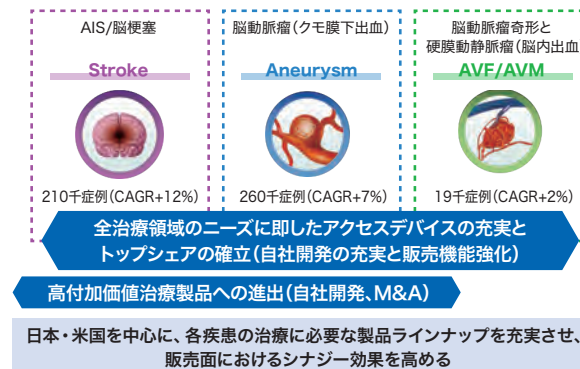 AIS/脳梗塞
Stroke
210千症例(CAGR+12%)
脳動脈瘤(クモ膜下出血)
Aneurysm
260千症例(CAGR+7%)
脳動脈瘤奇形と
硬膜動静脈瘤(脳内出血
AVF/AVM
19千症例(CAGR+2%)
全治療領域のニーズに即したアクセスデバイスの充実と
トップシェアの確立(自社開発の充実と販売機能強化)
高付加価値治療製品への進出(自社開発、M&A)
日本・米国を中心に、各疾患の治療に必要な製品ラインナップを充実させ、
販売面におけるシナジー効果を高める